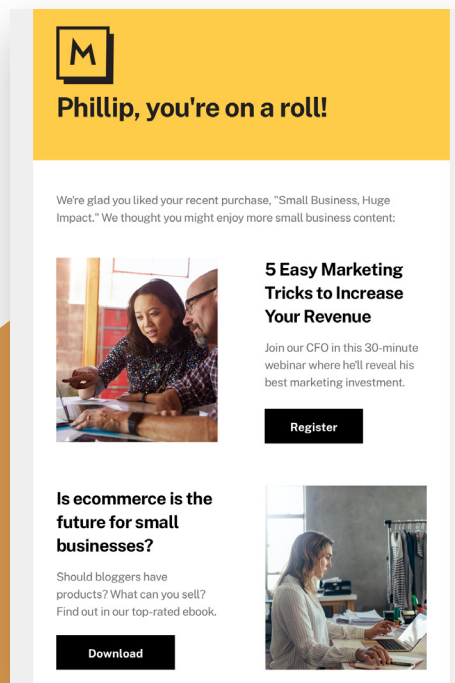 M
Phillip, you're on a roll!
We're glad you liked your recent purchase, "Small Business, Huge
Impact." We thought you might enjoy more small business content:
5 Easy Marketing
Tricks to Increase
Your Revenue
Join our CFO in this 30-minute
webinar where he'll reveal his
best marketing investment.
Register
Is ecommerce is the
future for small
businesses?
Should bloggers have
products? What can you sell?
Find out in our top-rated ebook.
Download